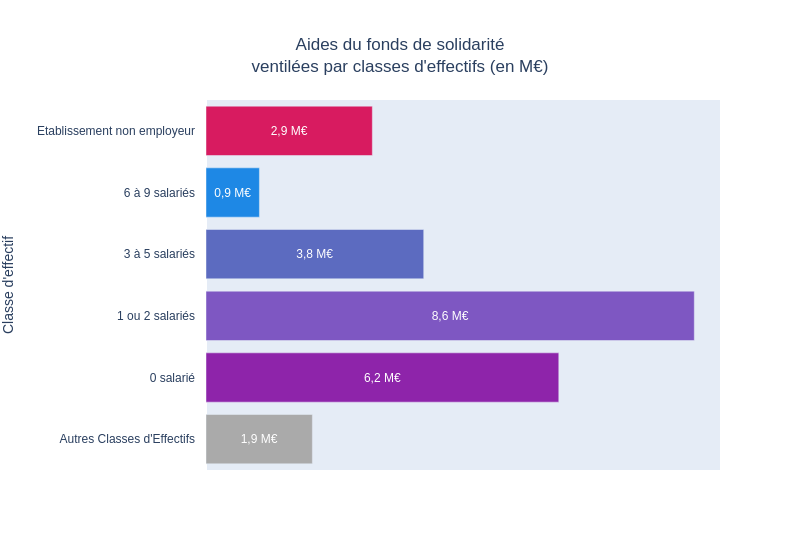 Aides du fonds de solidarité
ventilées par classes d'effectifs (en M€)
Classe d'effectif
Etablissement non employeur
2,9 M€
6 à 9 salariés
0,9 M€
3 à 5 salariés
3,8 M€
1 ou 2 salariés
8,6 M€
0 salarié
6,2 M€
Autres Classes d'Effectifs
1,9 M€